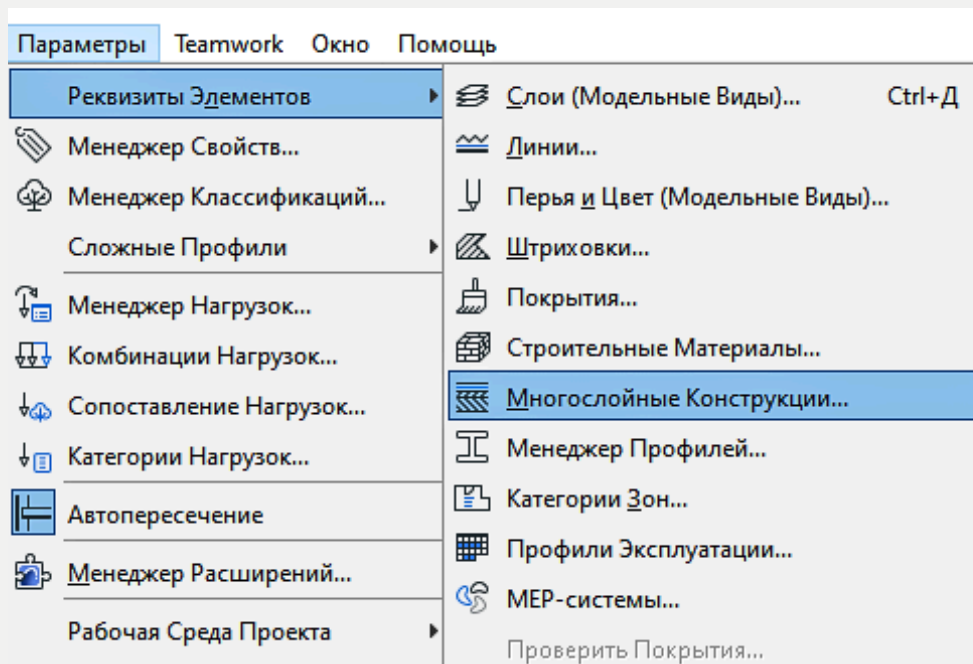 Параметры Teamwork Окно Помощь
Реквизиты Элементов
Менеджер Свойств...
Менеджер Классификаций...
Сложные Профили
Менеджер Нагрузок...
Комбинации Нагрузок...
Сопоставление Нагрузок...
Категории Нагрузок...
Автопересечение
Менеджер Расширений...
Рабочая Среда Проекта
Слои (Модельные Виды)... Ctrl+Д
Линии...
Перья и Цвет (Модельные Виды)...
Штриховки...
Покрытия...
Строительные Материалы...
Многослойные Конструкции...
Менеджер Профилей...
Категории Зон...
Профили Эксплуатации...
МЕР-системы...
Проверить Покрытия...